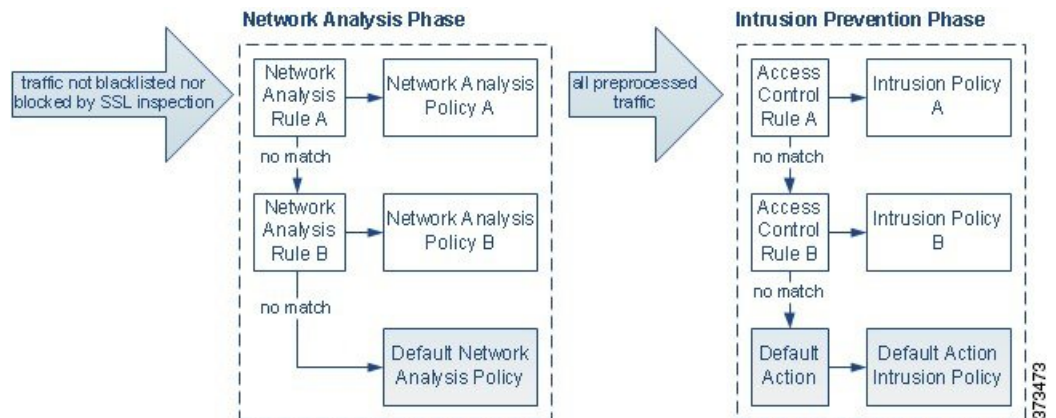 Network Analysis Phase
Intrusion Prevention Phase
traffic not blacklisted nor
blocked by SSL inspection
Network
Analysis
Rule A
Network Analysis
Policy A
no match
Network
Analysis
Rule B
Network Analysis
Policy B
no match
Default Network
Analysis Policy
all preprocessed
traffic
Access
Control
Rule A
Intrusion Policy
A
no match
Access
Control
Rule B
Intrusion Policy
B
no match
Default
Action
Default Action
Intrusion Policy
373473